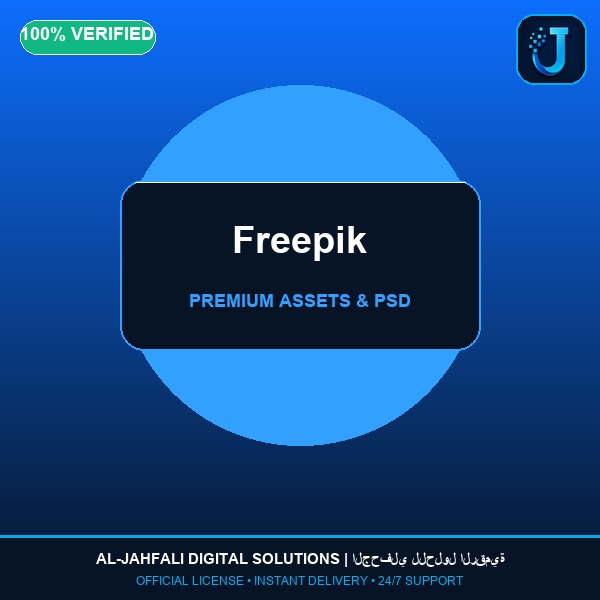 100% VERIFIED
J
Freepik
PREMIUM ASSETS & PSD
AL-JAHFALI DIGITAL SOLUTIONS | الجحفلي للحلول الرقمية
OFFICIAL LICENSE • INSTANT DELIVERY • 24/7 SUPPORT